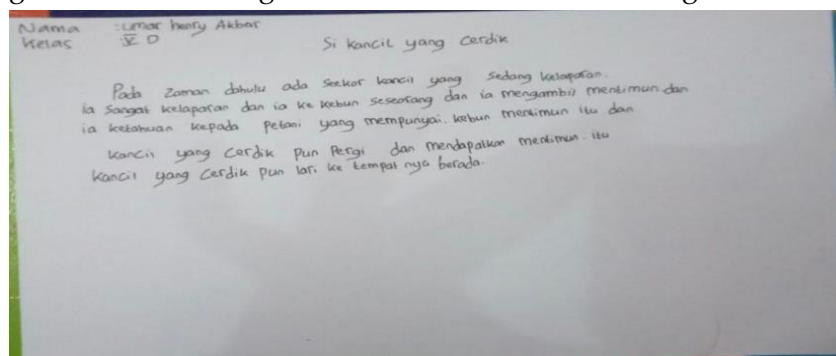 Nama : umar henry Akbar
Kelas : V D
Si kancil yang cerdik
Pada zaman dahulu ada seekor kancil yang sedang kelaparan.
ia sangat kelaparan dan ia ke kebun seseorang dan ia mengambil mentimun dan
ia ketahuan kepada petani yang mempunyai kebun mentimun itu dan
kancil yang cerdik pun pergi dan mendapatkan mentimun itu
kancil yang cerdik pun lari ke tempat nya berada.